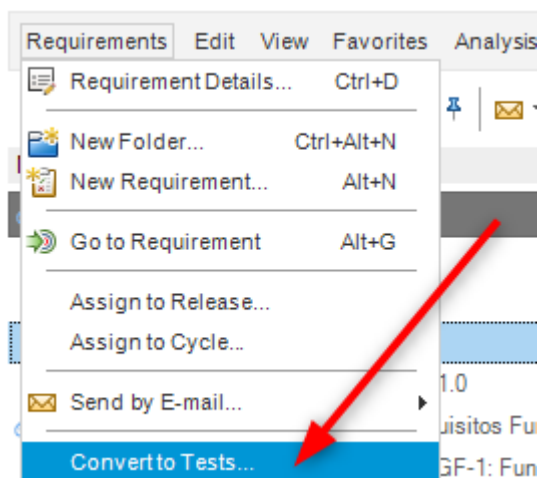 Requirements Edit View Favorites Analysis
Requirement Details... Ctrl+D
New Folder... Ctrl+Alt+N
New Requirement... Alt+N
Go to Requirement Alt+G
Assign to Release...
Assign to Cycle...
1.0
Send by E-mail...
uisitos Fu
Convert to Tests...
GF-1: Fun